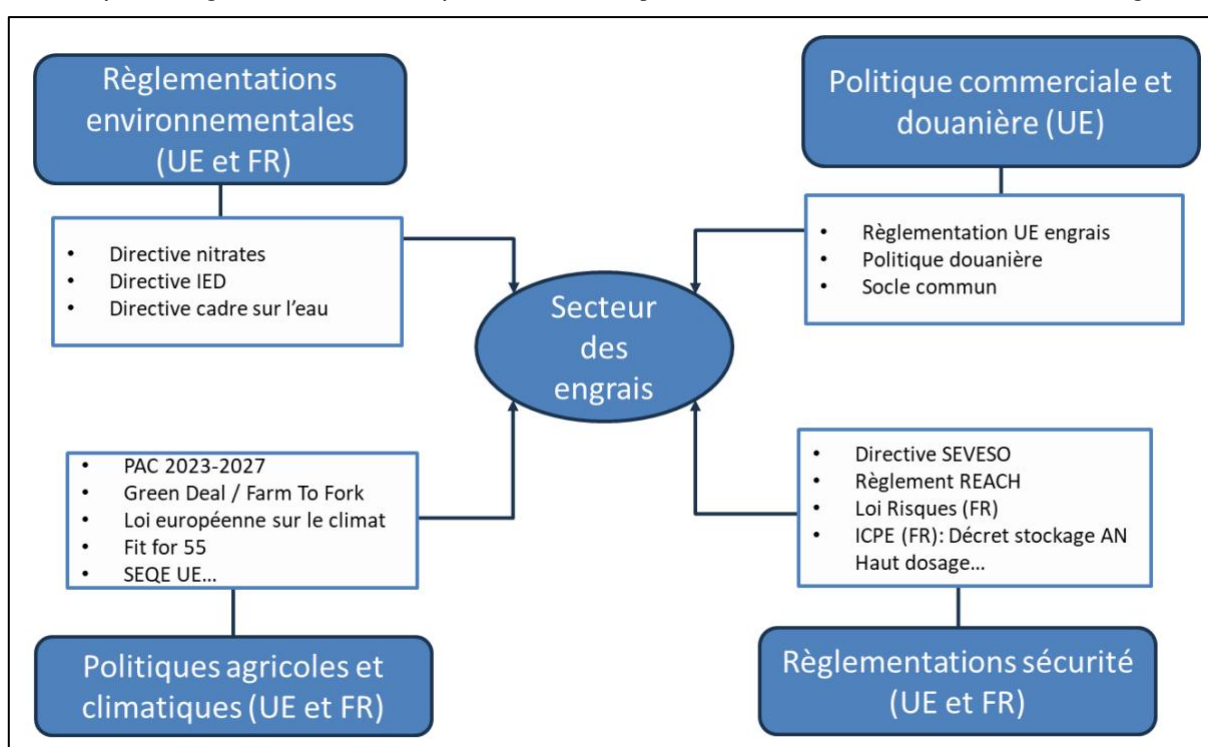 Règlementations
environnementales
(UE et FR)
• Directive nitrates
• Directive IED
• Directive cadre sur l'eau
Politique commerciale et
douanière (UE)
• Règlementation UE engrais
• Politique douanière
• Socle commun
Secteur
des
engrais
• PAC 2023-2027
• Green Deal / Farm To Fork
• Loi européenne sur le climat
• Fit for 55
• SEQE UE...
Politiques agricoles et
climatiques (UE et FR)
• Directive SEVESO
• Règlement REACH
• Loi Risques (FR)
• ICPE (FR): Décret stockage AN
Haut dosage...
Règlementations sécurité
(UE et FR)